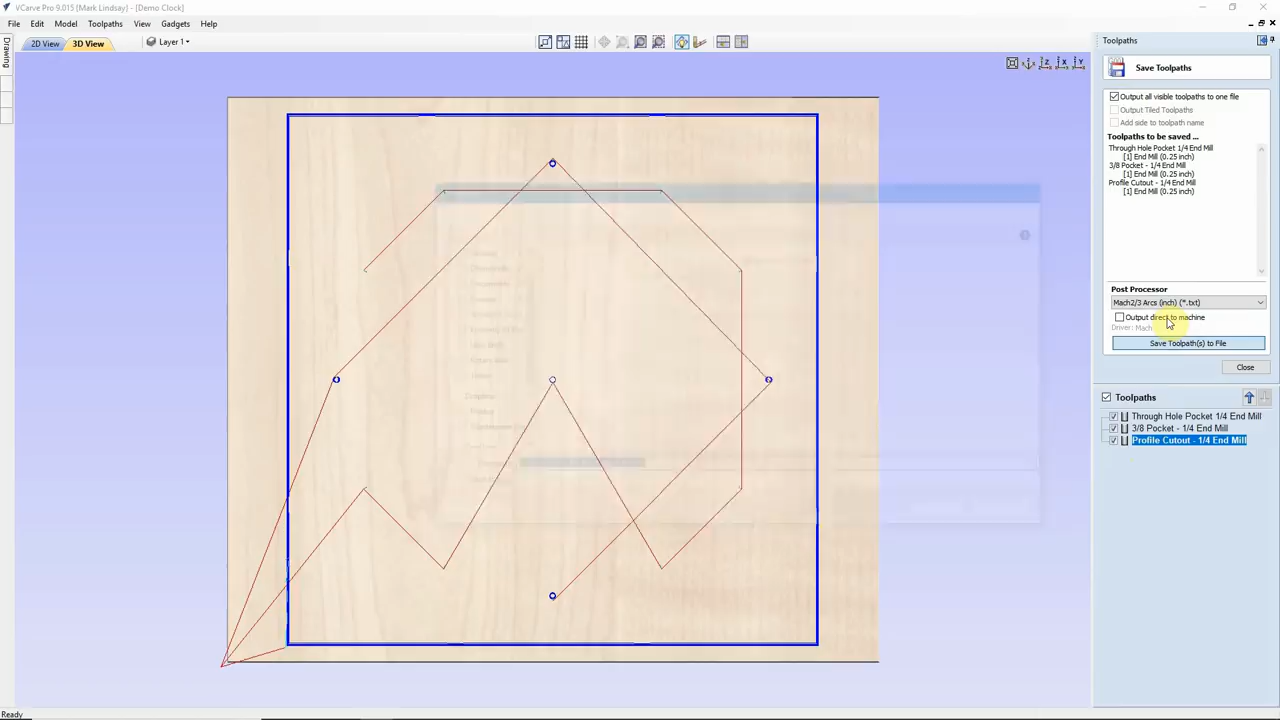 VCarve Pro 9.015 [Mark Lindsay] - [Demo Clock]
File Edit Model Toolpaths View Gadgets Help
2D View 3D View Layer 1
Drawing
Toolpaths
Save Toolpaths
Output all visible toolpaths to one file
Output Tiled Toolpaths
Add side to toolpath name
Toolpaths to be saved ...
Through Hole Pocket 1/4 End Mill
[1] End Mill (0.25 inch)
3/8 Pocket - 1/4 End Mill
[1] End Mill (0.25 inch)
Profile Cutout - 1/4 End Mill
[1] End Mill (0.25 inch)
Post Processor
Mach2/3 Arcs (inch) (*.txt)
Output direct to machine
Driver: Mach
Save Toolpath(s) to File
Close
Toolpaths
Through Hole Pocket 1/4 End Mill
3/8 Pocket - 1/4 End Mill
Profile Cutout - 1/4 End Mill
Ready